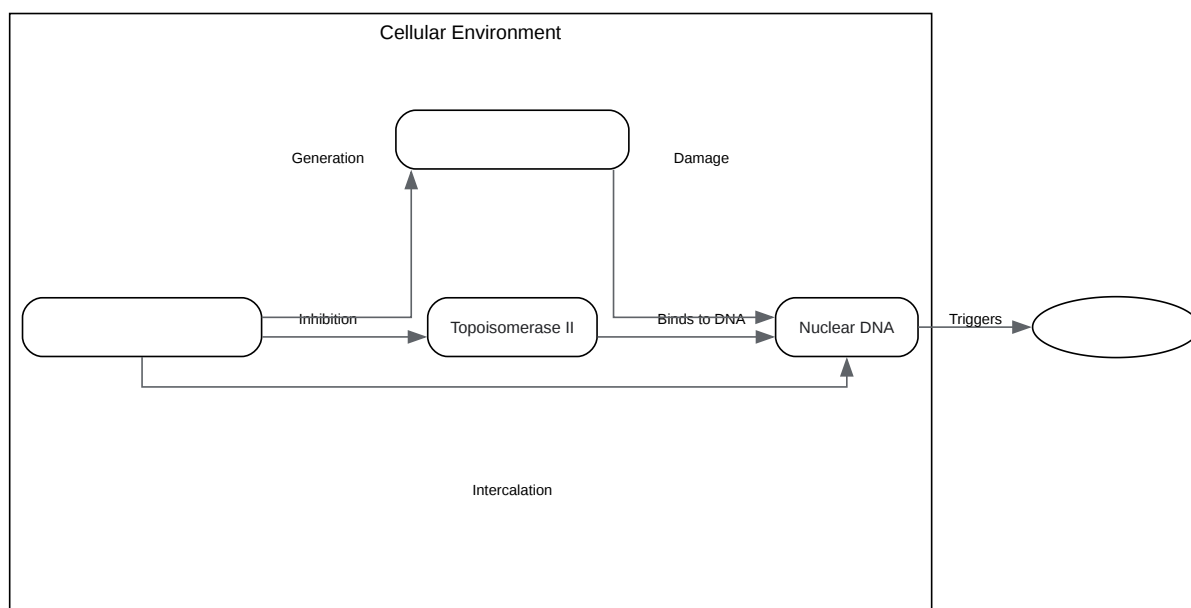 Cellular Environment
Generation
Damage
Inhibition
Topoisomerase II
Binds to DNA
Nuclear DNA
Triggers
Intercalation